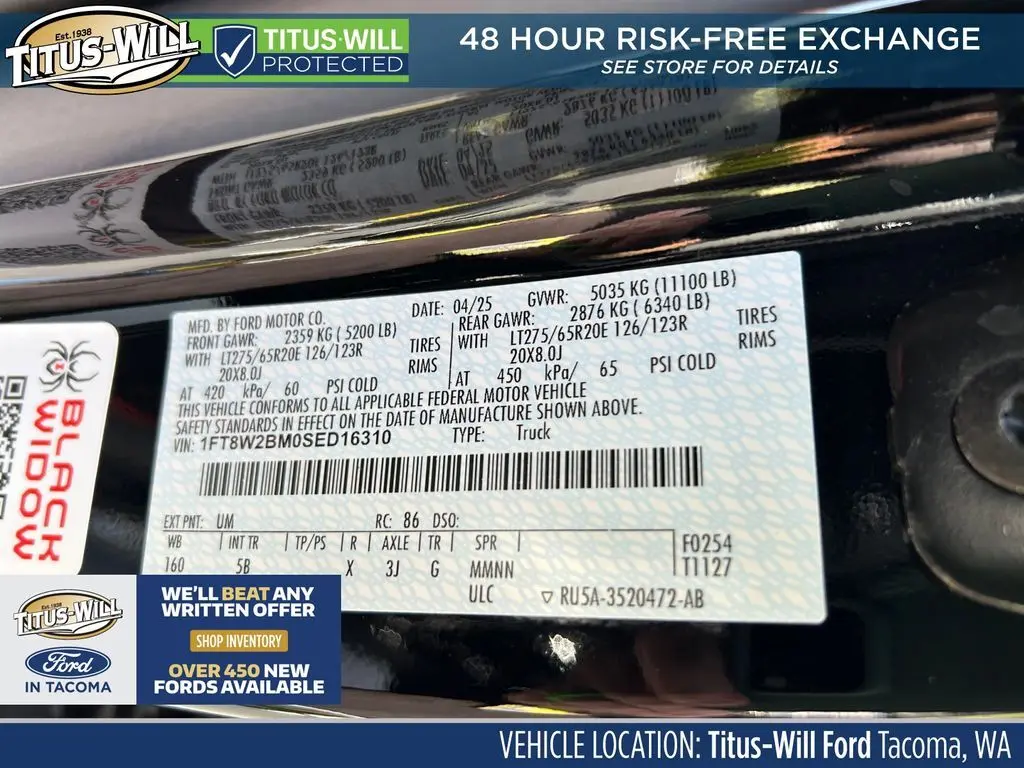 Est. 1938
TITUS-WILL
TITUS-WILL
PROTECTED
48 HOUR RISK-FREE EXCHANGE
SEE STORE FOR DETAILS
MFD. BY FORD MOTOR CO.
DATE: 04/25 GVWR: 5035 KG (11100 LB)
FRONT GAWR: 2359 KG ( 5200 LB)
WITH LT275/65R20E 126/123R TIRES
20X8.0J RIMS
AT 420 kPa/ 60 PSI COLD
REAR GAWR: 2876 KG ( 6340 LB)
WITH LT275/65R20E 126/123R TIRES
20X8.0J RIMS
AT 450 kPa/ 65 PSI COLD
THIS VEHICLE CONFORMS TO ALL APPLICABLE FEDERAL MOTOR VEHICLE
SAFETY STANDARDS IN EFFECT ON THE DATE OF MANUFACTURE SHOWN ABOVE.
VIN: 1FT8W2BM0SED16310 TYPE: Truck
EXT PNT: UM RC: 86 DSO:
WB INT TR TP/PS R AXLE TR SPR
160 5B X 3J G MMNN
ULC
F0254
T1127
RU5A-3520472-AB
BLACK
WIDOW
Est. 1938
TITUS-WILL
Ford
IN TACOMA
WE'LL BEAT ANY
WRITTEN OFFER
SHOP INVENTORY
OVER 450 NEW
FORDS AVAILABLE
VEHICLE LOCATION: Titus-Will Ford Tacoma, WA